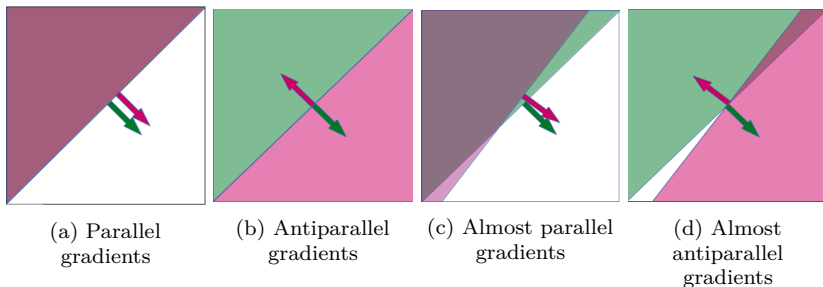 (a) Parallel
gradients
(b) Antiparallel
gradients
(c) Almost parallel
gradients
(d) Almost
antiparallel
gradients